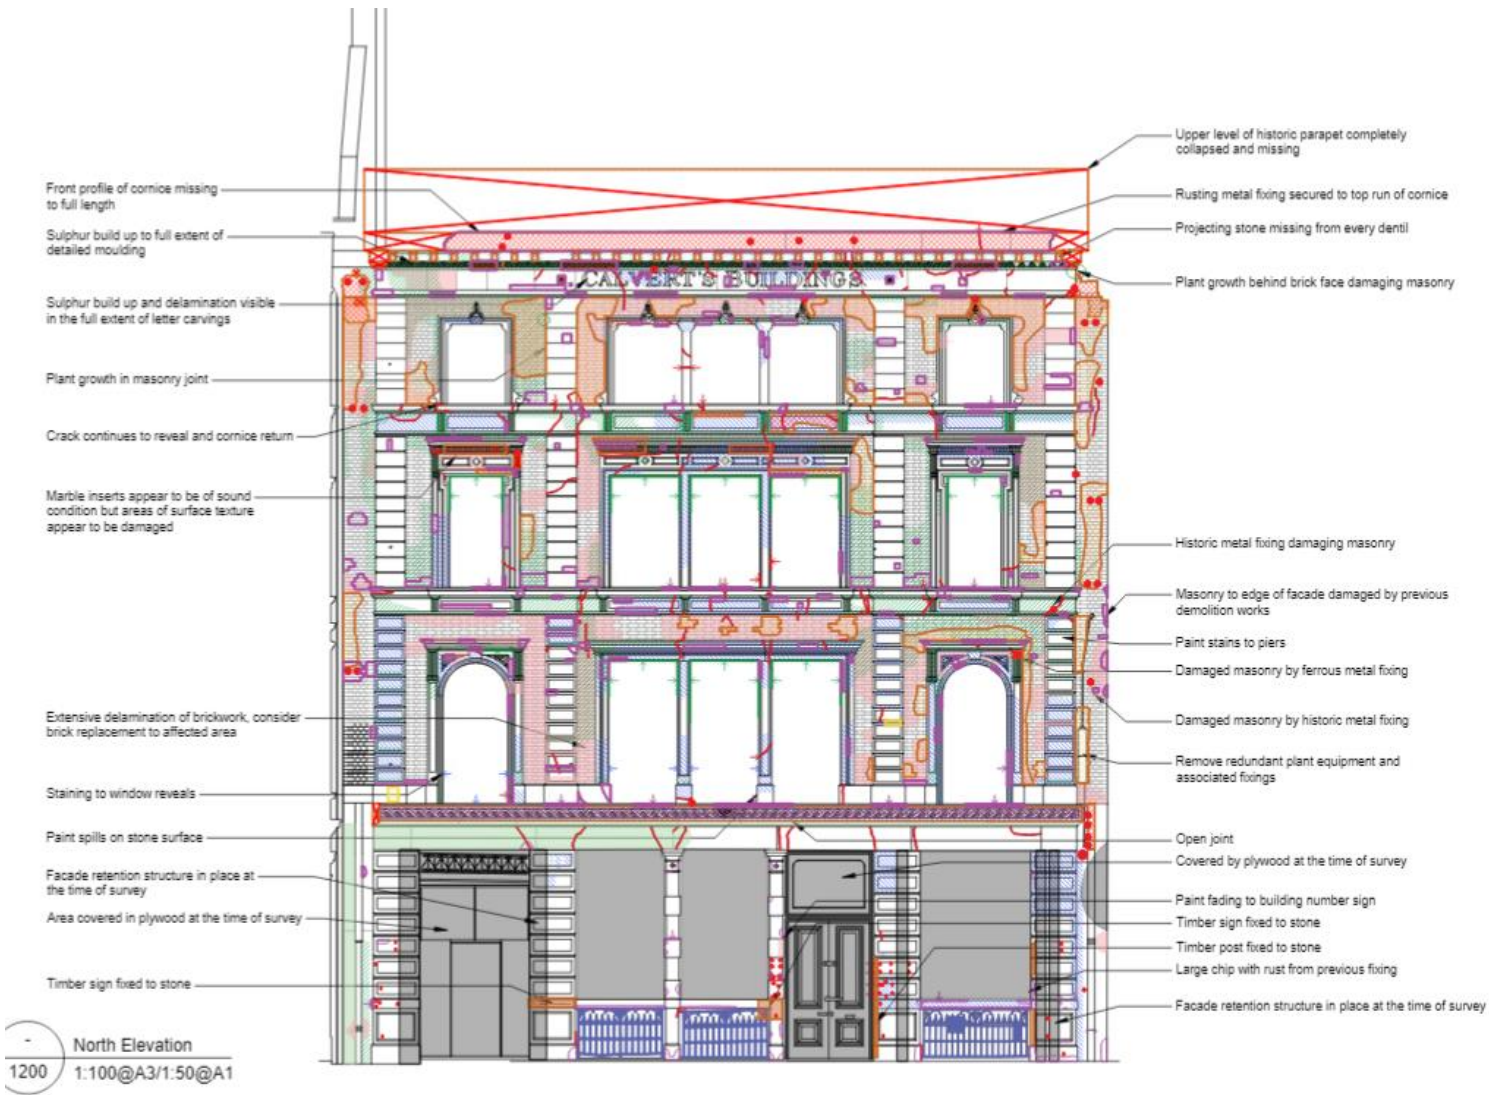 Upper level of historic parapet completely
collapsed and missing
Front profile of cornice missing
to full length
Rusting metal fixing secured to top run of cornice
Sulphur build up to full extent of
detailed moulding
Projecting stone missing from every dentil
CALVERT'S BUILDINGS
Plant growth behind brick face damaging masonry
Sulphur build up and delamination visible
in the full extent of letter carvings
Plant growth in masonry joint
Crack continues to reveal and cornice return
Marble inserts appear to be of sound
condition but areas of surface texture
appear to be damaged
Historic metal fixing damaging masonry
Masonry to edge of facade damaged by previous
demolition works
Paint stains to piers
Damaged masonry by ferrous metal fixing
Extensive delamination of brickwork, consider
brick replacement to affected area
Damaged masonry by historic metal fixing
Remove redundant plant equipment and
associated fixings
Staining to window reveals
Paint spills on stone surface
Open joint
Covered by plywood at the time of survey
Facade retention structure in place at
the time of survey
Paint fading to building number sign
Area covered in plywood at the time of survey
Timber sign fixed to stone
Timber post fixed to stone
Large chip with rust from previous fixing
Timber sign fixed to stone
Facade retention structure in place at the time of survey
-
1200
North Elevation
1:100@A3/1:50@A1